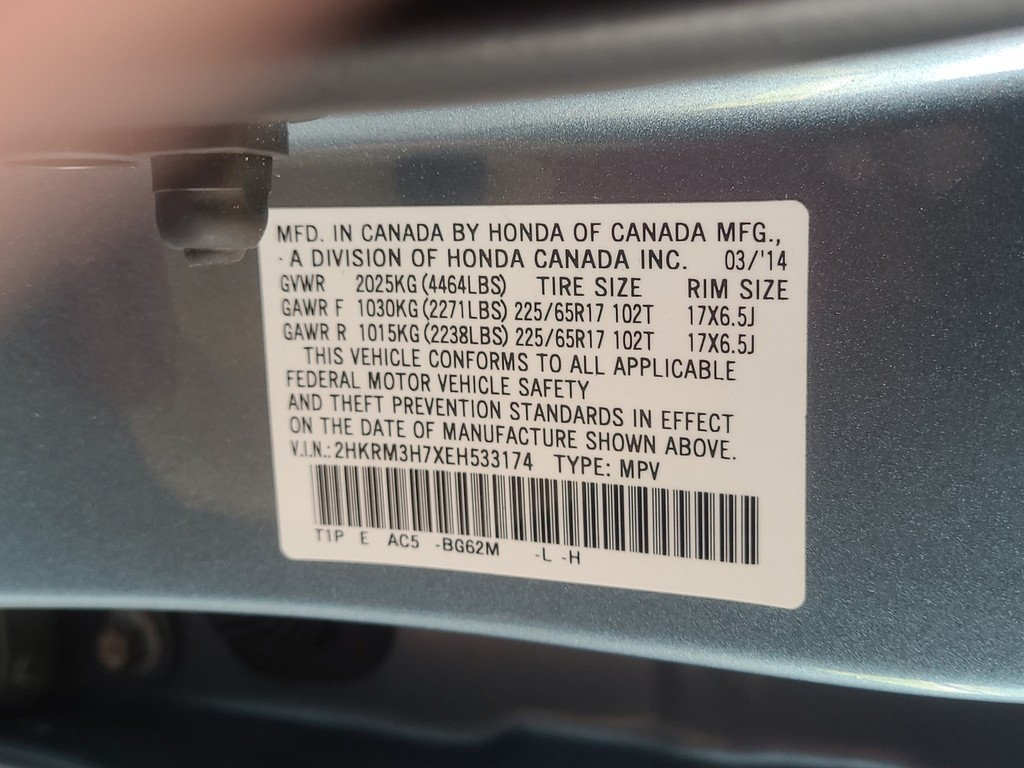 MFD. IN CANADA BY HONDA OF CANADA MFG.,
- A DIVISION OF HONDA CANADA INC. 03/'14
GVWR 2025KG (4464LBS) TIRE SIZE RIM SIZE
GAWR F 1030KG (2271LBS) 225/65R17 102T 17X6.5J
GAWR R 1015KG (2238LBS) 225/65R17 102T 17X6.5J
THIS VEHICLE CONFORMS TO ALL APPLICABLE
FEDERAL MOTOR VEHICLE SAFETY
AND THEFT PREVENTION STANDARDS IN EFFECT
ON THE DATE OF MANUFACTURE SHOWN ABOVE.
V.I.N.: 2HKRM3H7XEH533174 TYPE: MPV
T1P E AC5 -BG62M -L -H